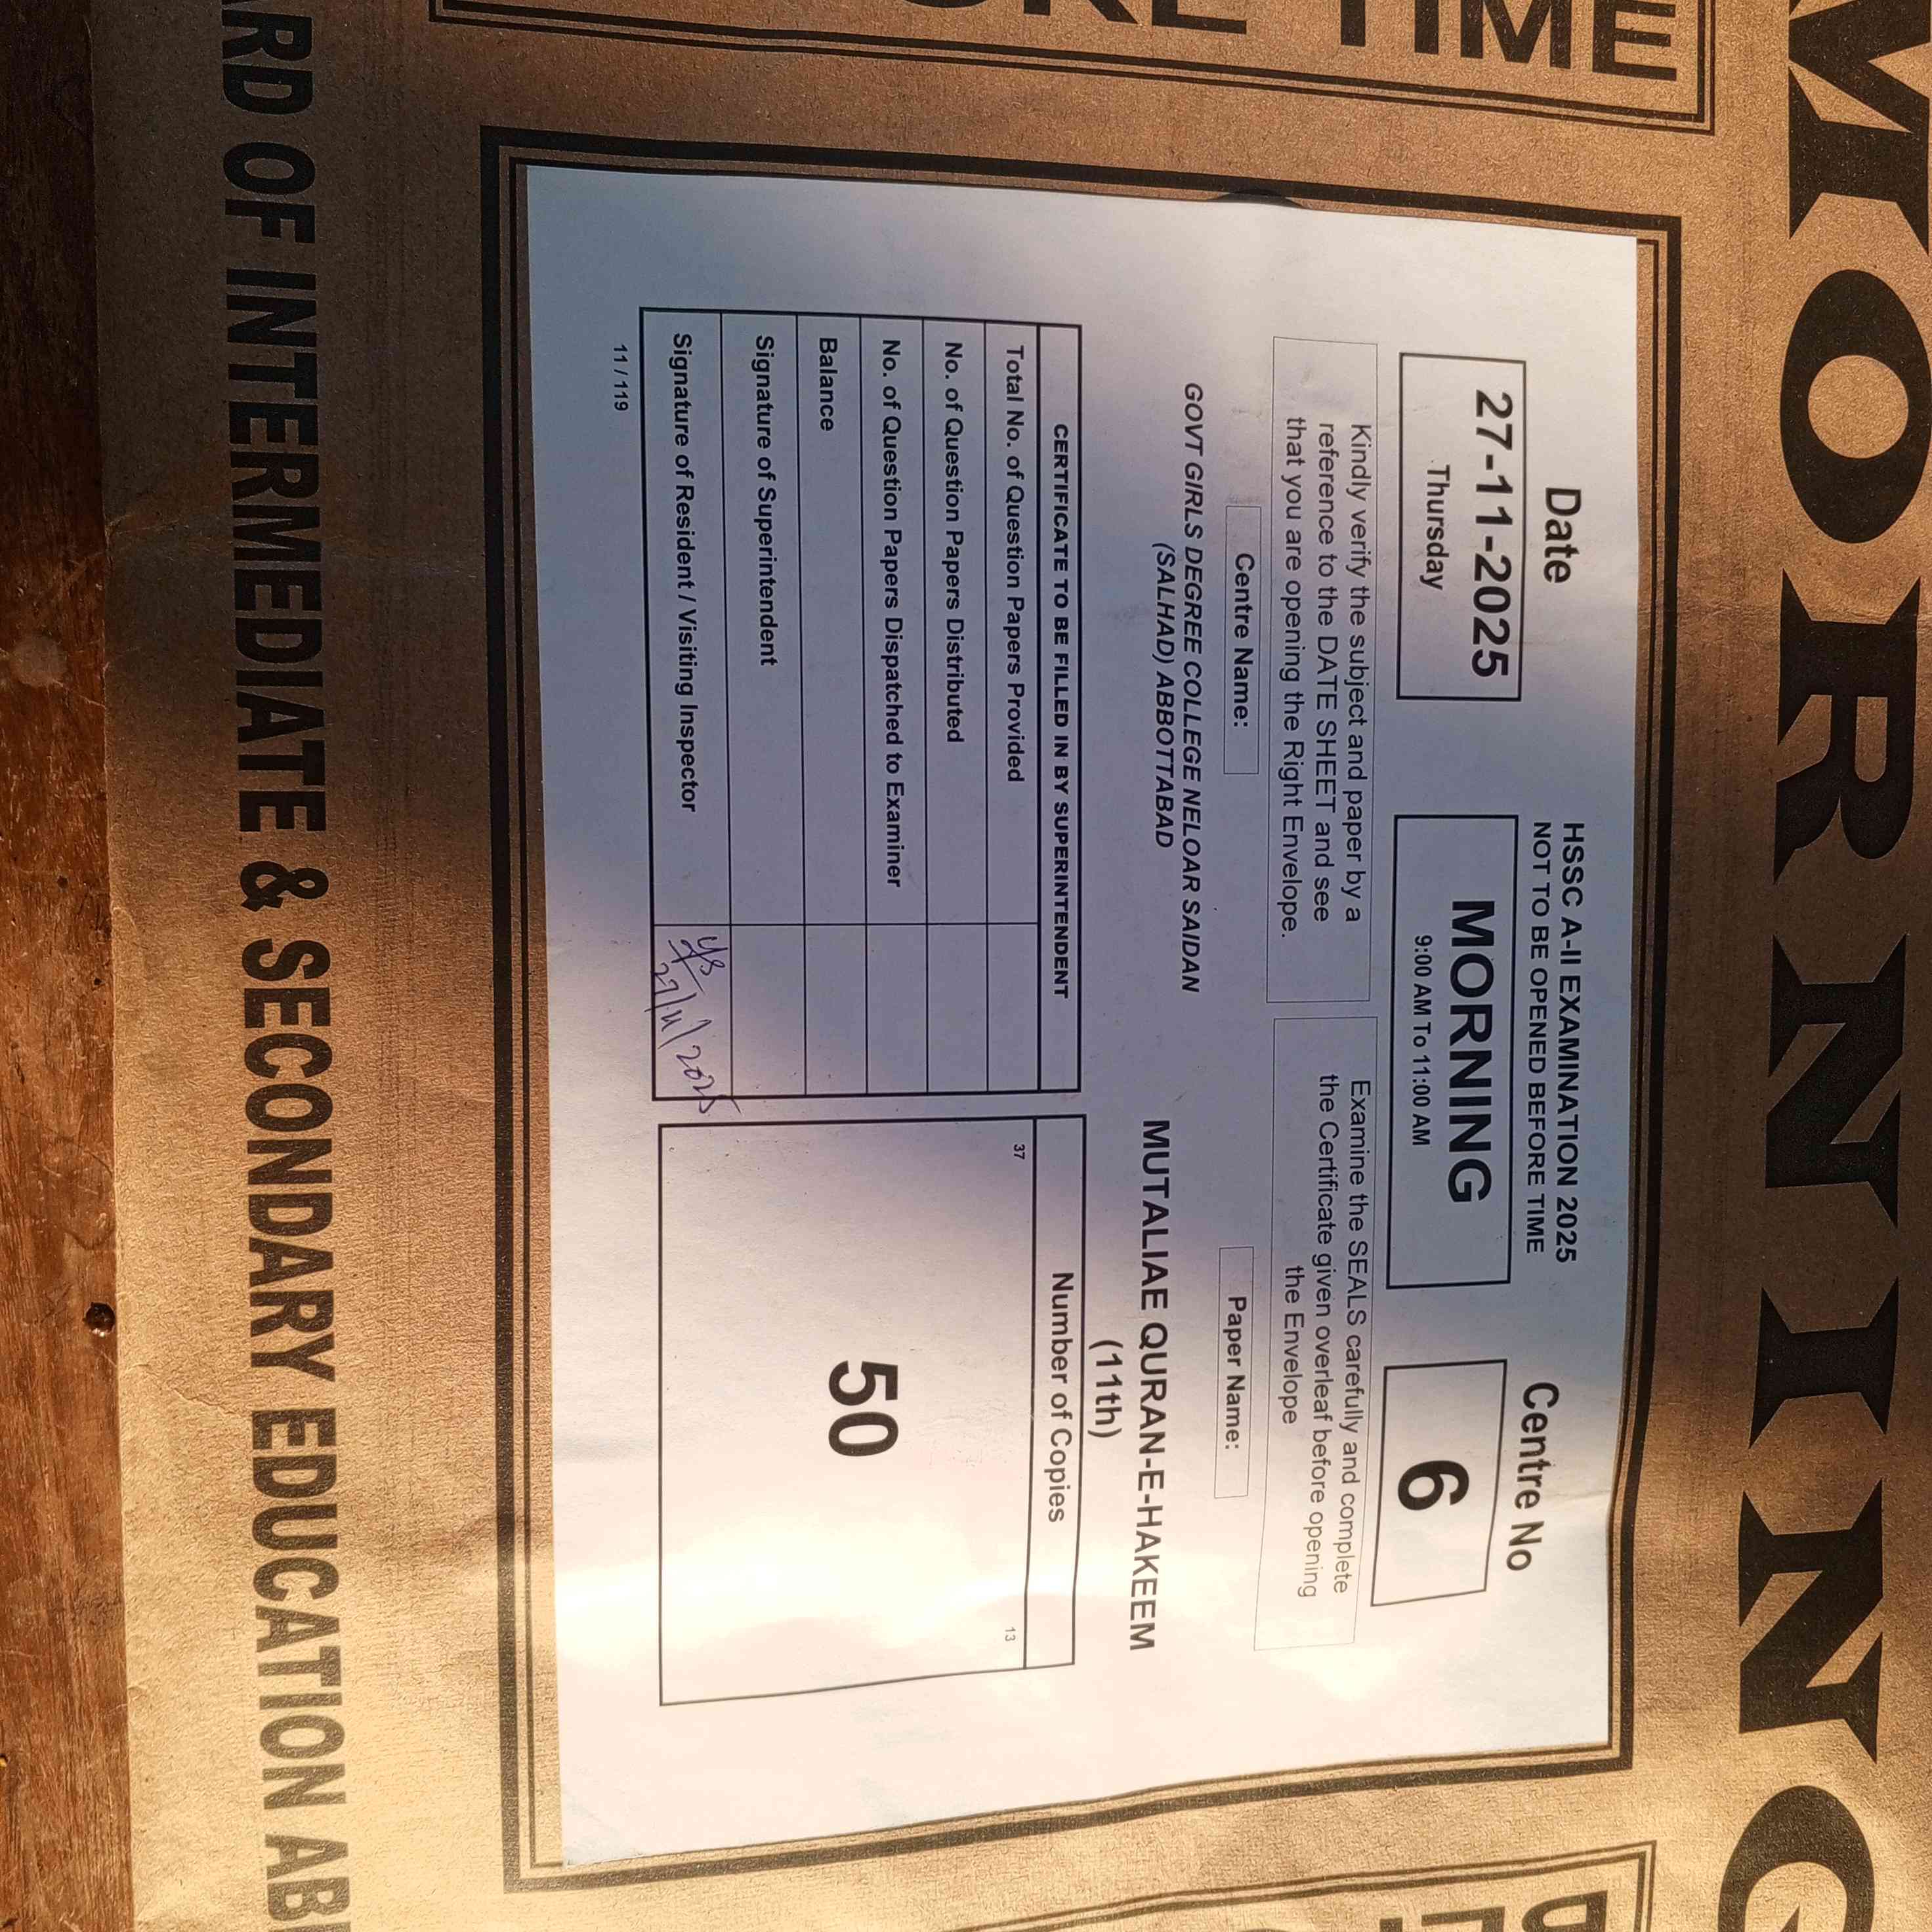 MORNING
TIME
Date
27-11-2025
Thursday
HSSC A-II EXAMINATION 2025
NOT TO BE OPENED BEFORE TIME
MORNING
9:00 AM To 11:00 AM
Centre No
6
Kindly verify the subject and paper by a
reference to the DATE SHEET and see
that you are opening the Right Envelope.
Examine the SEALS carefully and complete
the Certificate given overleaf before opening
the Envelope
Centre Name:
GOVT GIRLS DEGREE COLLEGE NELOAR SAIDAN
(SALHAD) ABBOTTABAD
Paper Name:
MUTALIAE QURAN-E-HAKEEM
(11th)
CERTIFICATE TO BE FILLED IN BY SUPERINTENDENT
Total No. of Question Papers Provided
No. of Question Papers Distributed
No. of Question Papers Dispatched to Examiner
Balance
Signature of Superintendent
Signature of Resident / Visiting Inspector
27/11/2025
Number of Copies
37
13
50
11 / 119
ARD OF INTERMEDIATE & SECONDARY EDUCATION AB